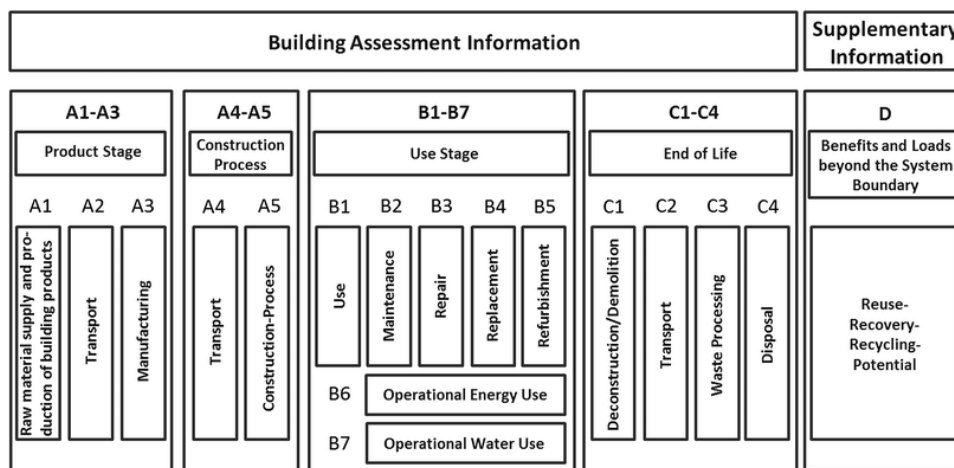 Building Assessment Information
Supplementary
Information
A1-A3
Product Stage
A1
A2
A3
Raw material supply and pro-
duction of building products
Transport
Manufacturing
A4-A5
Construction
Process
A4
A5
Transport
Construction-Process
B1-B7
Use Stage
B1
B2
B3
B4
B5
Use
Maintenance
Repair
Replacement
Refurbishment
B6
Operational Energy Use
B7
Operational Water Use
C1-C4
End of Life
C1
C2
C3
C4
Deconstruction/Demolition
Transport
Waste Processing
Disposal
D
Benefits and Loads
beyond the System
Boundary
Reuse-
Recovery-
Recycling-
Potential